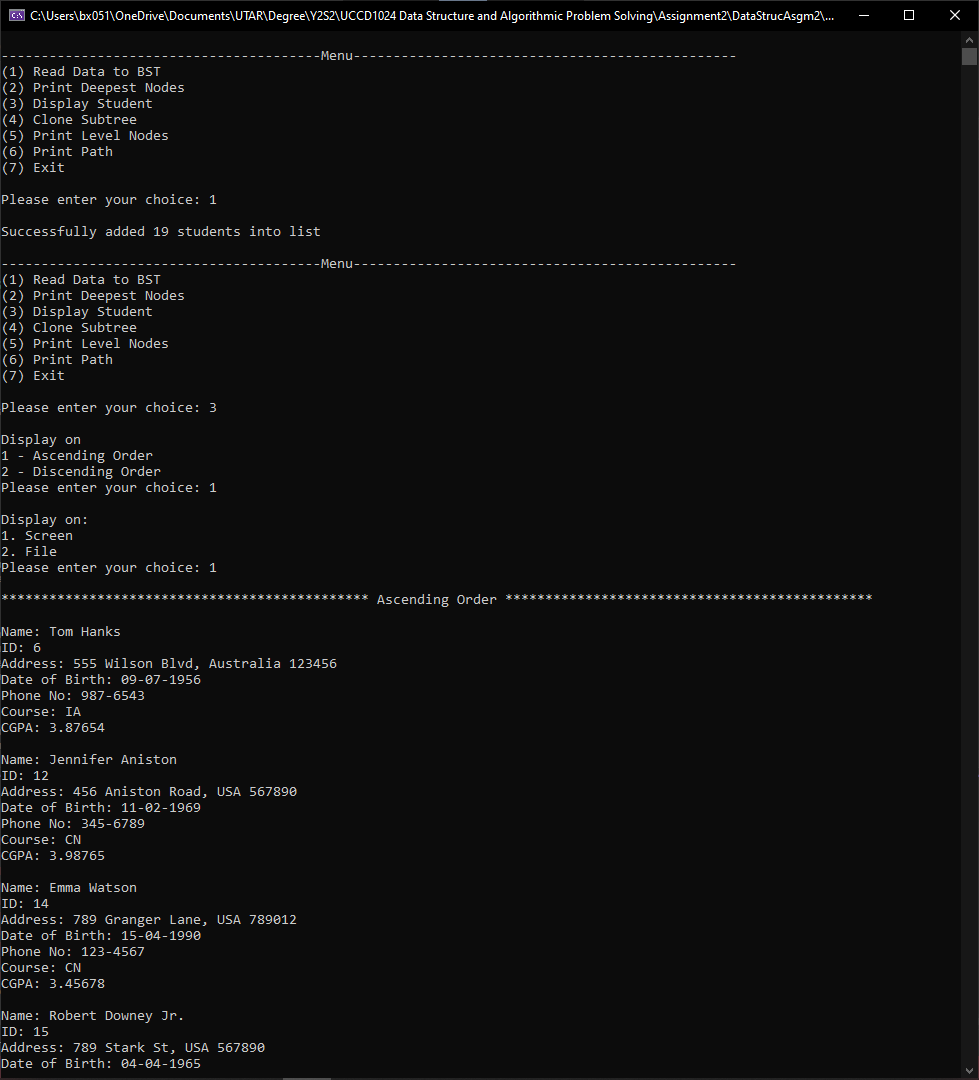 C:\Users\bx051\OneDrive\Documents\UTAR\Degree\Y2S2\UCCD1024 Data Structure and Algorithmic Problem Solving\Assignment2\DataStrucAsgm2\...
----------------------------------------Menu------------------------------------------------
(1) Read Data to BST
(2) Print Deepest Nodes
(3) Display Student
(4) Clone Subtree
(5) Print Level Nodes
(6) Print Path
(7) Exit
Please enter your choice: 1
Successfully added 19 students into list
----------------------------------------Menu------------------------------------------------
(1) Read Data to BST
(2) Print Deepest Nodes
(3) Display Student
(4) Clone Subtree
(5) Print Level Nodes
(6) Print Path
(7) Exit
Please enter your choice: 3
Display on
1 - Ascending Order
2 - Discending Order
Please enter your choice: 1
Display on:
1. Screen
2. File
Please enter your choice: 1
********************************************** Ascending Order **********************************************
Name: Tom Hanks
ID: 6
Address: 555 Wilson Blvd, Australia 123456
Date of Birth: 09-07-1956
Phone No: 987-6543
Course: IA
CGPA: 3.87654
Name: Jennifer Aniston
ID: 12
Address: 456 Aniston Road, USA 567890
Date of Birth: 11-02-1969
Phone No: 345-6789
Course: CN
CGPA: 3.98765
Name: Emma Watson
ID: 14
Address: 789 Granger Lane, USA 789012
Date of Birth: 15-04-1990
Phone No: 123-4567
Course: CN
CGPA: 3.45678
Name: Robert Downey Jr.
ID: 15
Address: 789 Stark St, USA 567890
Date of Birth: 04-04-1965